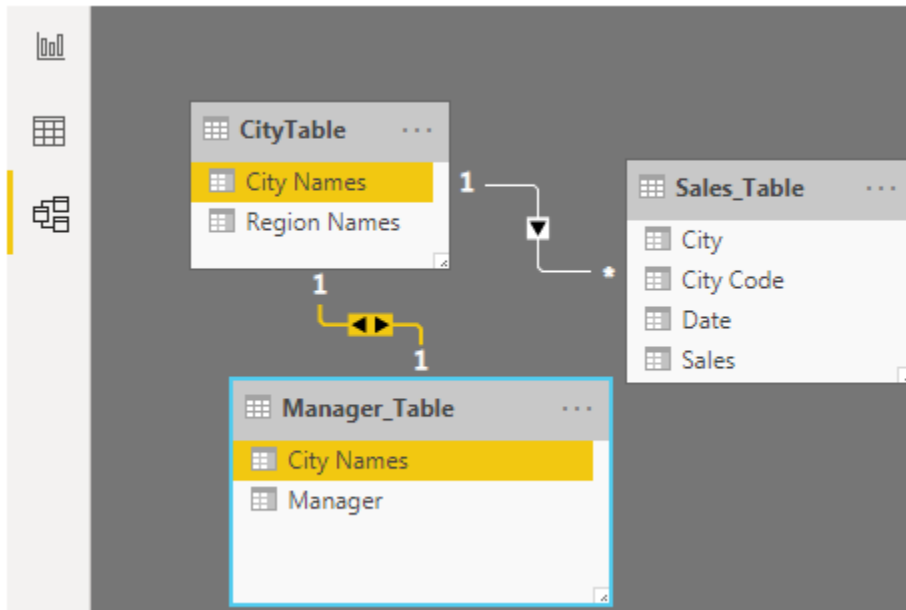 CityTable
City Names
Region Names
1
*
Sales_Table
City
City Code
Date
Sales
1
1
Manager_Table
City Names
Manager